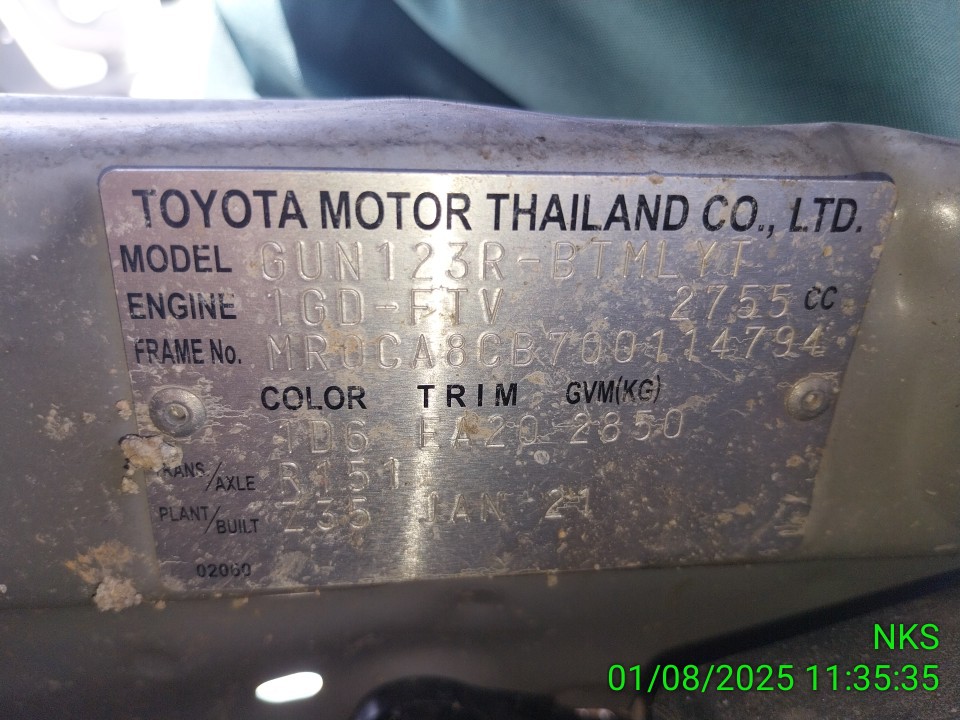 TOYOTA MOTOR THAILAND CO., LTD.
MODEL GUN123R-BTMLYT
ENGINE 1GD-FTV 2755 CC
FRAME No. MR0CA8CB700114794
COLOR TRIM GVM(KG)
1D6 EA20 2850
TRANS/AXLE R151
PLANT/BUILT Z35 JAN 21
02060
NKS
01/08/2025 11:35:35